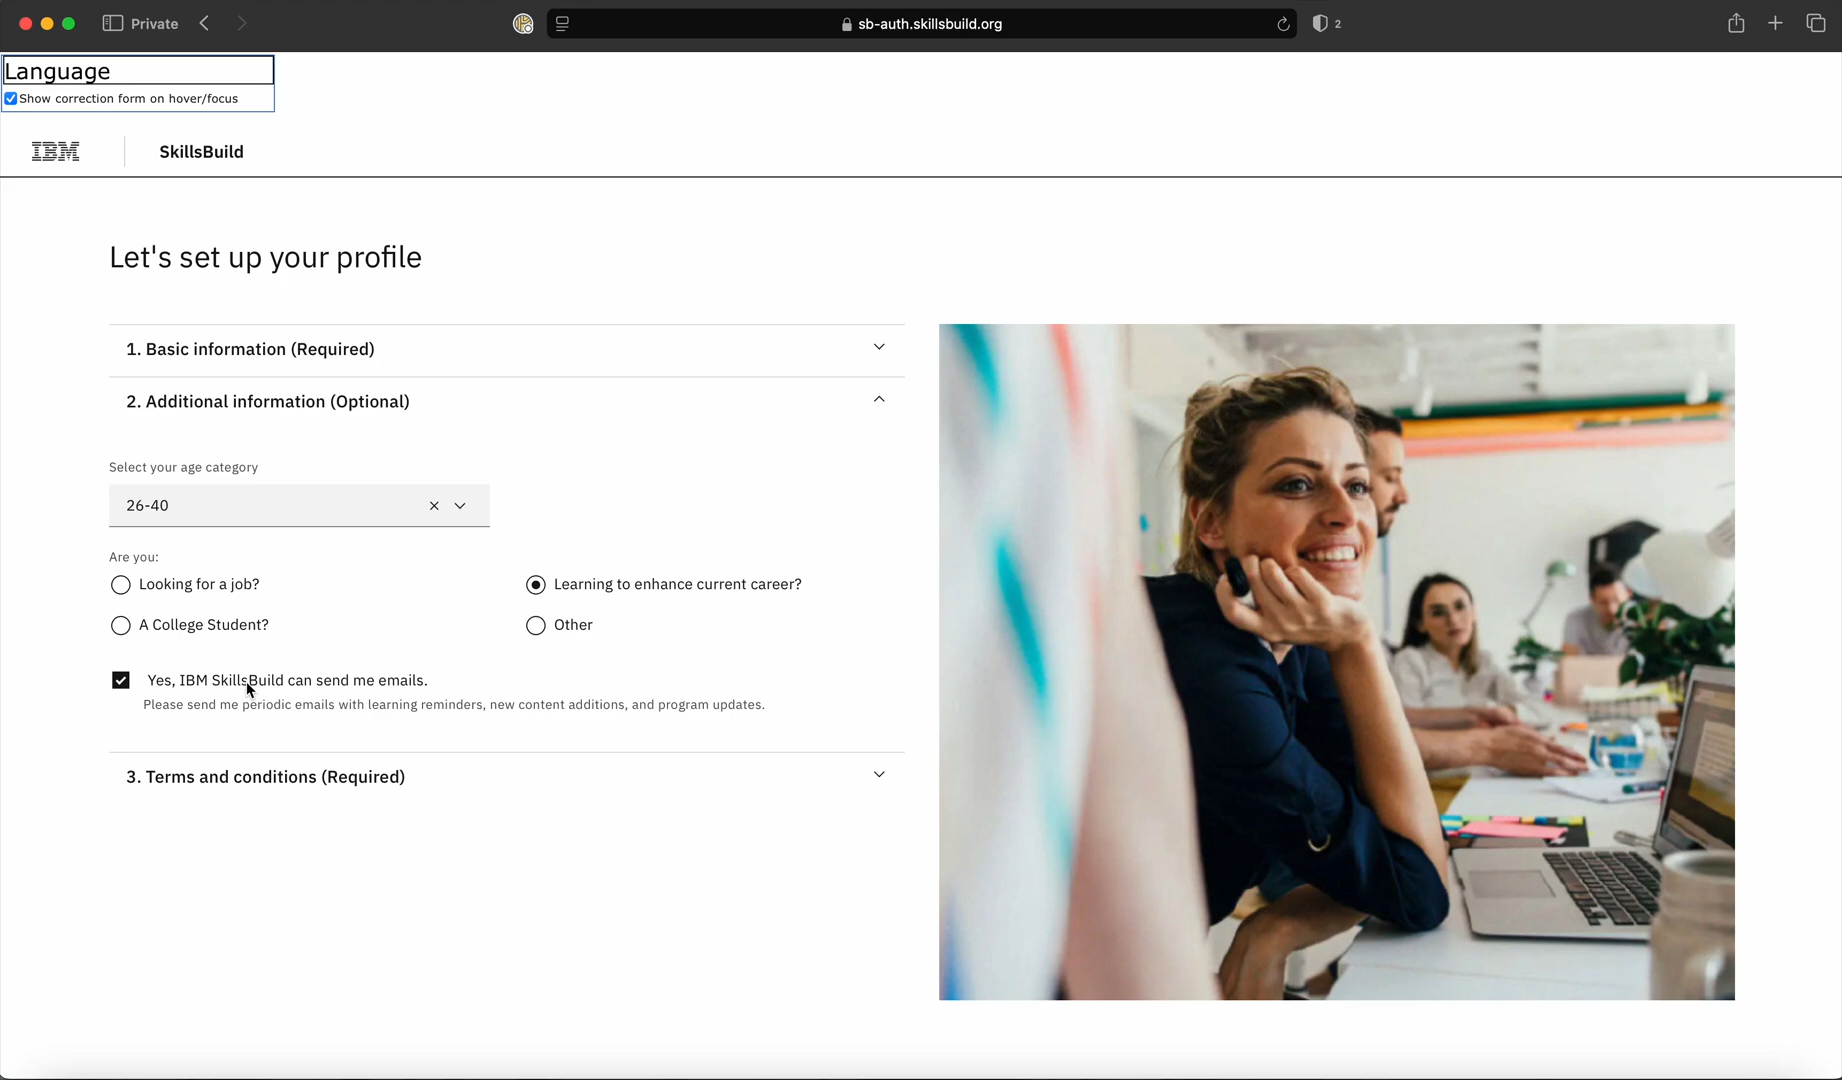 Private
sb-auth.skillsbuild.org
2
Language
Show correction form on hover/focus
IBM
SkillsBuild
Let's set up your profile
1. Basic information (Required)
2. Additional information (Optional)
Select your age category
26-40
Are you:
Looking for a job?
Learning to enhance current career?
A College Student?
Other
Yes, IBM SkillsBuild can send me emails.
Please send me periodic emails with learning reminders, new content additions, and program updates.
3. Terms and conditions (Required)